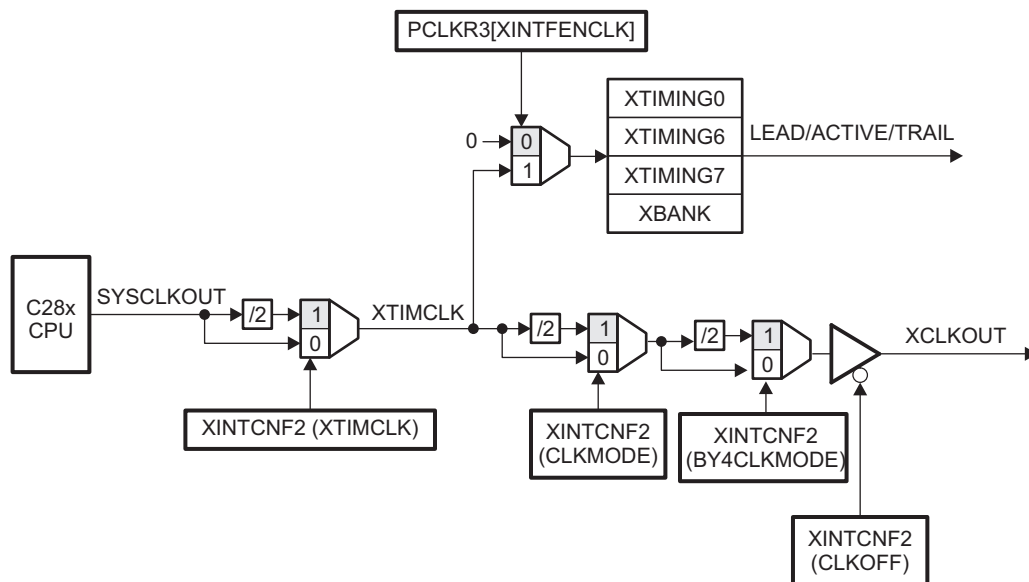 PCLKR3[XINTFENCLK]
XTIMING0
0
0
XTIMING6
LEAD/ACTIVE/TRAIL
1
XTIMING7
XBANK
C28x
CPU
SYSCLKOUT
/2
1
0
XTIMCLK
/2
1
0
/2
1
0
XCLKOUT
XINTCNF2 (XTIMCLK)
XINTCNF2
(CLKMODE)
XINTCNF2
(BY4CLKMODE)
XINTCNF2
(CLKOFF)